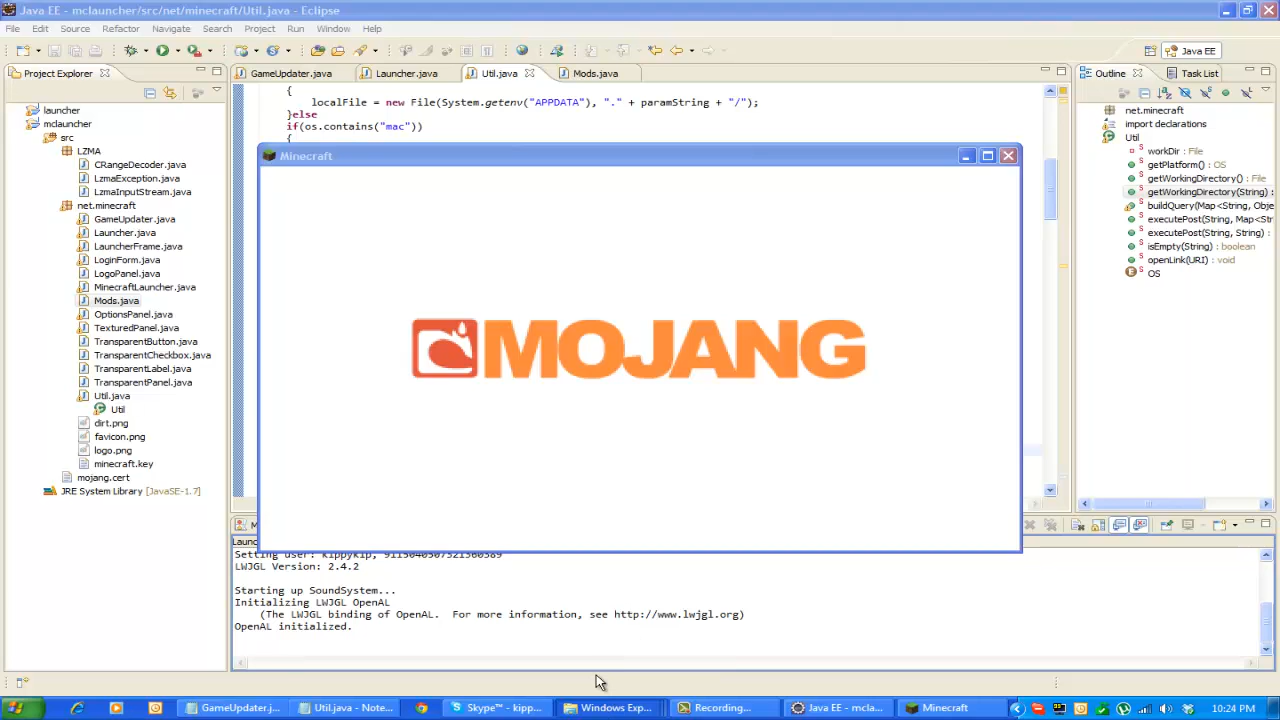 Java EE - mclauncher/src/net/minecraft/Util.java - Eclipse
File Edit Source Refactor Navigate Search Project Run Window Help
Java EE
Project Explorer
GameUpdater.java
Launcher.java
Util.java
Mods.java
Outline
Task List
launcher
mclauncher
src
LZMA
CRangeDecoder.java
LzmaException.java
LzmaInputStream.java
net.minecraft
GameUpdater.java
Launcher.java
LauncherFrame.java
LoginForm.java
LogoPanel.java
MinecraftLauncher.java
Mods.java
OptionsPanel.java
TexturedPanel.java
TransparentButton.java
TransparentCheckbox.java
TransparentLabel.java
TransparentPanel.java
Util.java
Util
dirt.png
favicon.png
logo.png
minecraft.key
mojang.cert
JRE System Library [JavaSE-1.7]
{
localFile = new File(System.getenv("APPDATA"), "." + paramString + "/");
}else
if(os.contains("mac"))
{
Minecraft
MOJANG
net.minecraft
import declarations
Util
workDir : File
getPlatform() : OS
getWorkingDirectory() : File
getWorkingDirectory(String) :
buildQuery(Map<String, Obje
executePost(String, Map<St
executePost(String, String) :
isEmpty(String) : boolean
openLink(URI) : void
OS
LWJGL Version: 2.4.2
Starting up SoundSystem...
Initializing LWJGL OpenAL
(The LWJGL binding of OpenAL. For more information, see http://www.lwjgl.org)
OpenAL initialized.
start
GameUpdater.j...
Util.java - Note...
Skype™ - kipp...
Windows Exp...
Recording...
Java EE - mcla...
Minecraft
10:24 PM